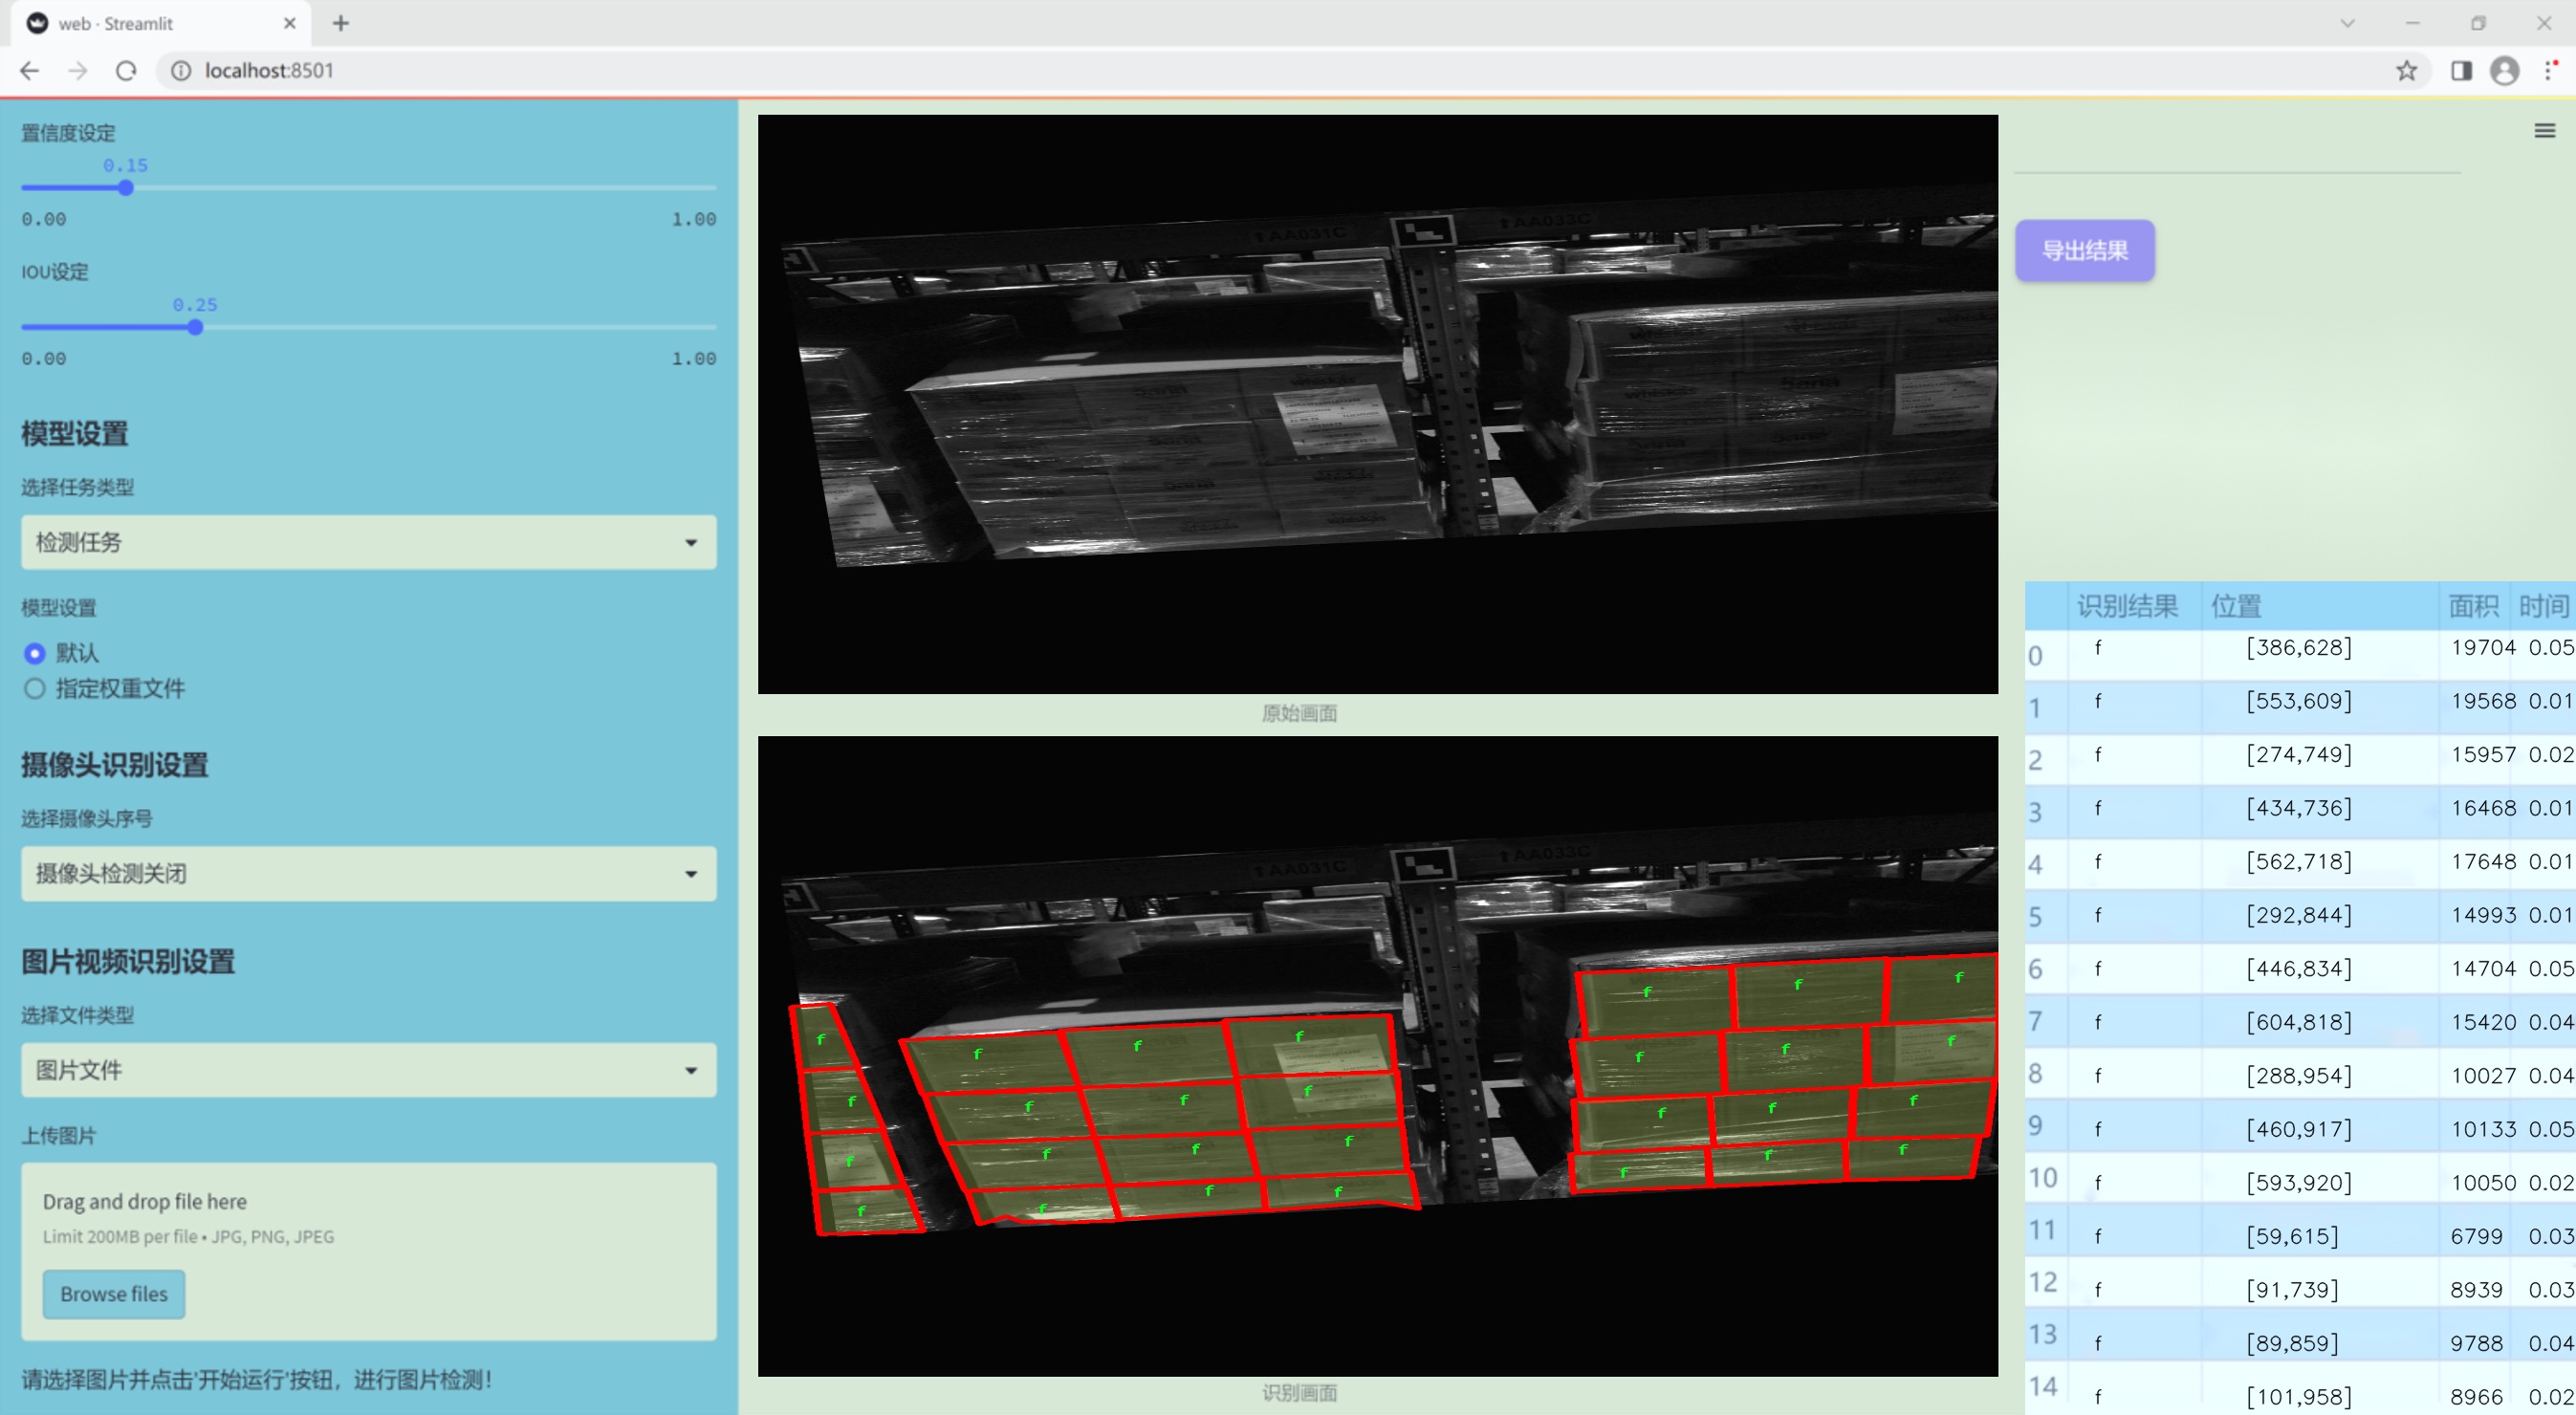 web · Streamlit
localhost:8501
置信度设定
0.15
0.00 1.00
IOU设定
0.25
0.00 1.00
模型设置
选择任务类型
检测任务
模型设置
默认
指定权重文件
摄像头识别设置
选择摄像头序号
摄像头检测关闭
图片视频识别设置
选择文件类型
图片文件
上传图片
Drag and drop file here
Limit 200MB per file • JPG, PNG, JPEG
Browse files
请选择图片并点击'开始运行'按钮，进行图片检测！
AA031C
AA033C
原始画面
AA031C
AA033C
f f f
f f f f
f f f f
f f f f
f f f f
f f f f
f f f f
f
识别画面
导出结果
识别结果 位置 面积 时间
0 f [386,628] 19704 0.05
1 f [553,609] 19568 0.01
2 f [274,749] 15957 0.02
3 f [434,736] 16468 0.01
4 f [562,718] 17648 0.01
5 f [292,844] 14993 0.01
6 f [446,834] 14704 0.05
7 f [604,818] 15420 0.04
8 f [288,954] 10027 0.04
9 f [460,917] 10133 0.05
10 f [593,920] 10050 0.02
11 f [59,615] 6799 0.03
12 f [91,739] 8939 0.03
13 f [89,859] 9788 0.04
14 f [101,958] 8966 0.02